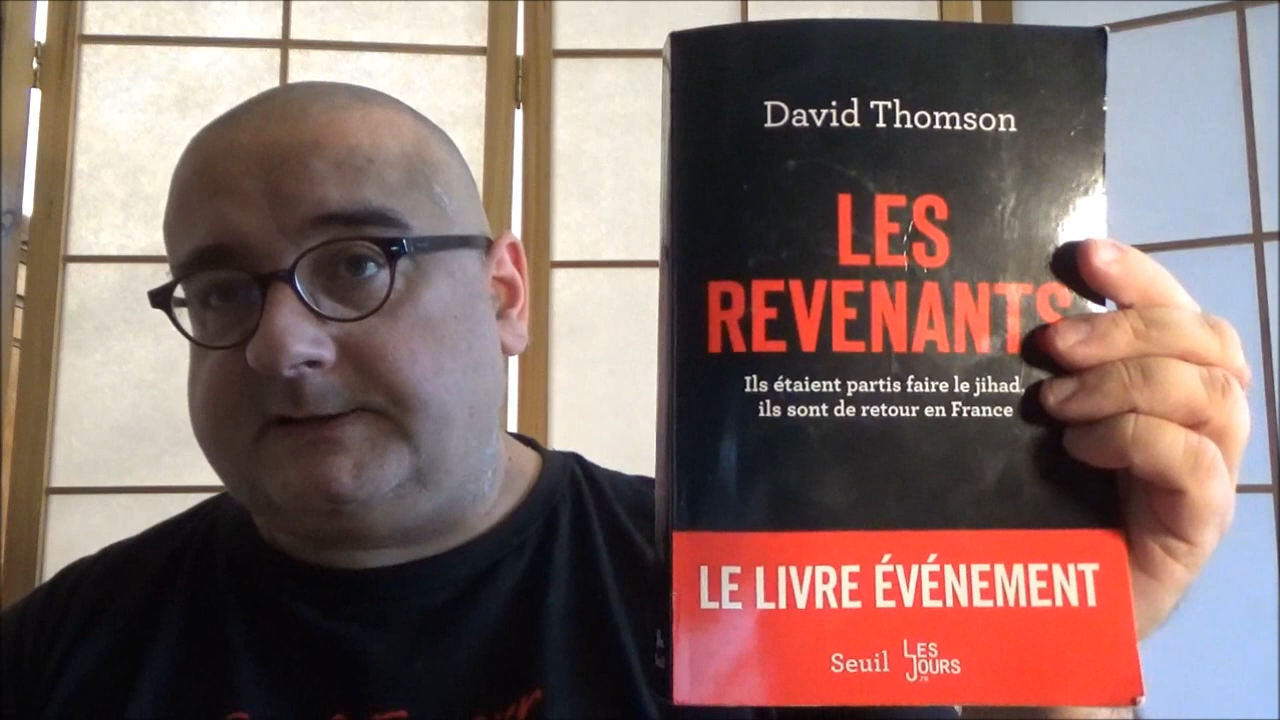 David Thomson
LES
REVENANTS
Ils étaient partis faire le jihad,
ils sont de retour en France
LE LIVRE ÉVÉNEMENT
Seuil
LES
JOURS